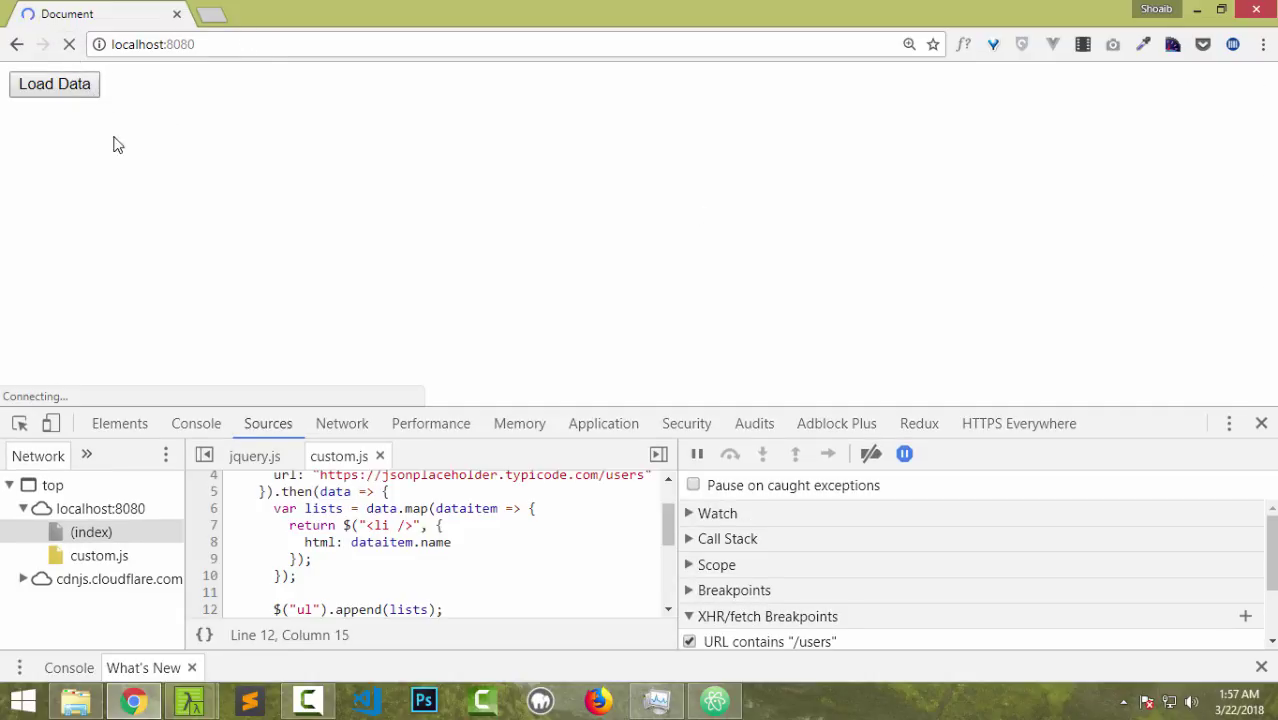 Document
Shoaib
localhost:8080
f?
Load Data
Connecting...
Elements Console Sources Network Performance Memory Application Security Audits Adblock Plus Redux HTTPS Everywhere
Network
jquery.js custom.js
top
localhost:8080
(index)
custom.js
cdnjs.cloudflare.com
4 url: "https://jsonplaceholder.typicode.com/users"
5 }).then(data => {
6 var lists = data.map(dataitem => {
7 return $("<li />", {
8 html: dataitem.name
9 });
10 });
11
12 $("ul").append(lists);
{} Line 12, Column 15
Pause on caught exceptions
Watch
Call Stack
Scope
Breakpoints
XHR/fetch Breakpoints
URL contains "/users"
Console What's New
Ps
1:57 AM
3/22/2018